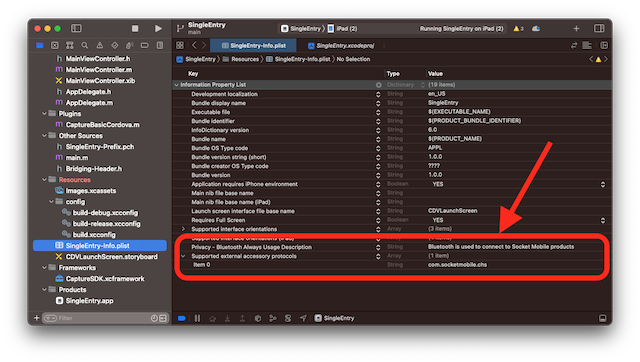 SingleEntry
main
SingleEntry
iPad (2)
Running SingleEntry on iPad (2)
3
SingleEntry-Info.plist
SingleEntry.xcodeproj
SingleEntry
Resources
SingleEntry-Info.plist
No Selection
MainViewController.h
MainViewController.m
MainViewController.xib
AppDelegate.h
AppDelegate.m
Plugins
CaptureBasicCordova.m
Other Sources
SingleEntry-Prefix.pch
main.m
Bridging-Header.h
Resources
Images.xcassets
config
build-debug.xcconfig
build-release.xcconfig
build.xcconfig
SingleEntry-Info.plist
CDVLaunchScreen.storyboard
Frameworks
CaptureSDK.xcframework
Products
SingleEntry.app
Filter
Key Type Value
Information Property List Dictionary (19 items)
Development localization String en_US
Bundle display name String SingleEntry
Executable file String ${EXECUTABLE_NAME}
Bundle identifier String $(PRODUCT_BUNDLE_IDENTIFIER)
InfoDictionary version String 6.0
Bundle name String ${PRODUCT_NAME}
Bundle OS Type code String APPL
Bundle version string (short) String 1.0.0
Bundle creator OS Type code String ????
Bundle version String 1.0.0
Application requires iPhone environment Boolean YES
Main nib file base name String
Main nib file base name (iPad) String
Launch screen interface file base name String CDVLaunchScreen
Requires Full Screen Boolean YES
Supported interface orientations Array (3 items)
Supported interface orientations (iPad)
Privacy - Bluetooth Always Usage Description String Bluetooth is used to connect to Socket Mobile products
Supported external accessory protocols Array (1 item)
Item 0 String com.socketmobile.chs
SingleEntry